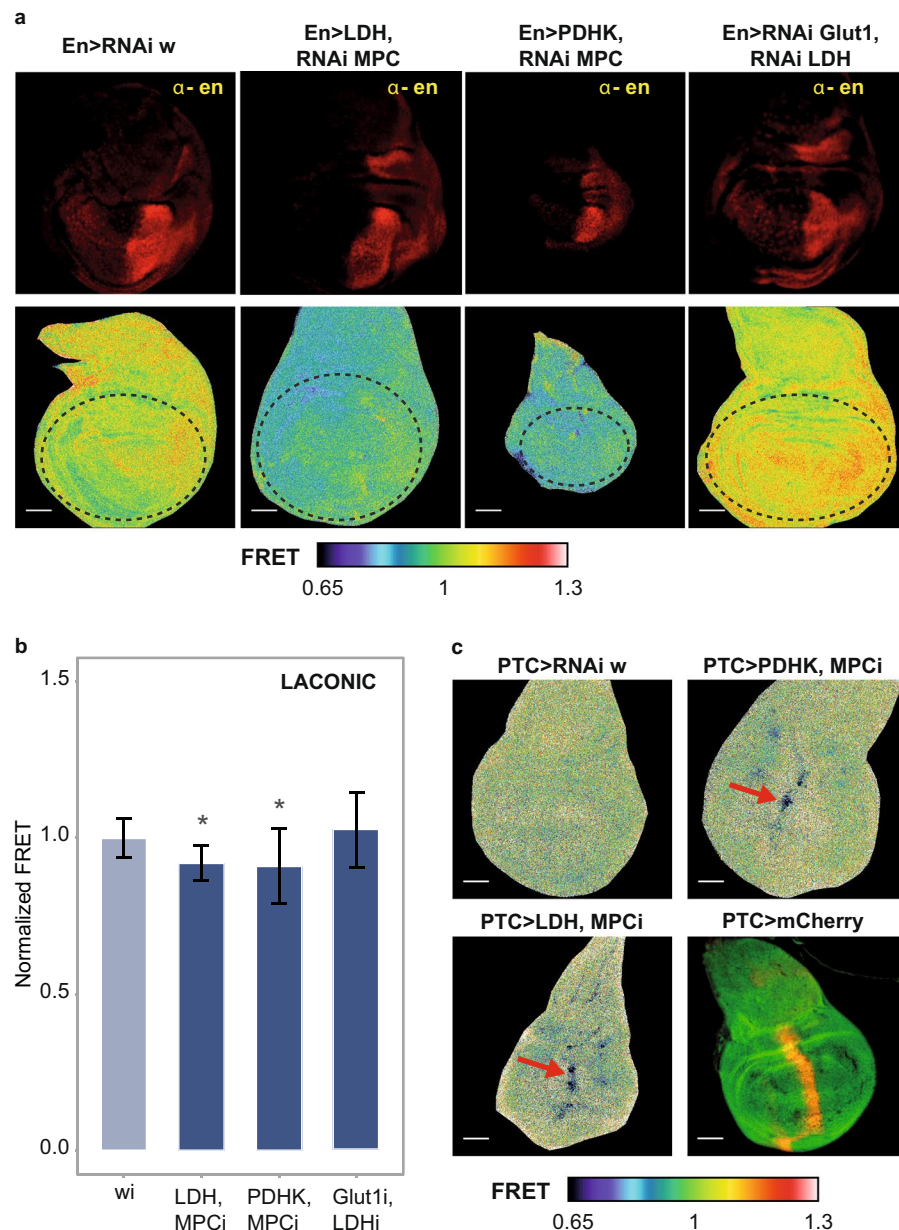 a
En>RNAi w
En>LDH,
RNAi MPC
En>PDHK,
RNAi MPC
En>RNAi Glut1,
RNAi LDH
α- en
α- en
α- en
α- en
FRET
0.65
1
1.3
b
LACONIC
Normalized FRET
1.5
1.0
0.5
0.0
*
*
wi
LDH,
MPCi
PDHK,
MPCi
Glut1i,
LDHi
c
PTC>RNAi w
PTC>PDHK, MPCi
PTC>LDH, MPCi
PTC>mCherry
FRET
0.65
1
1.3